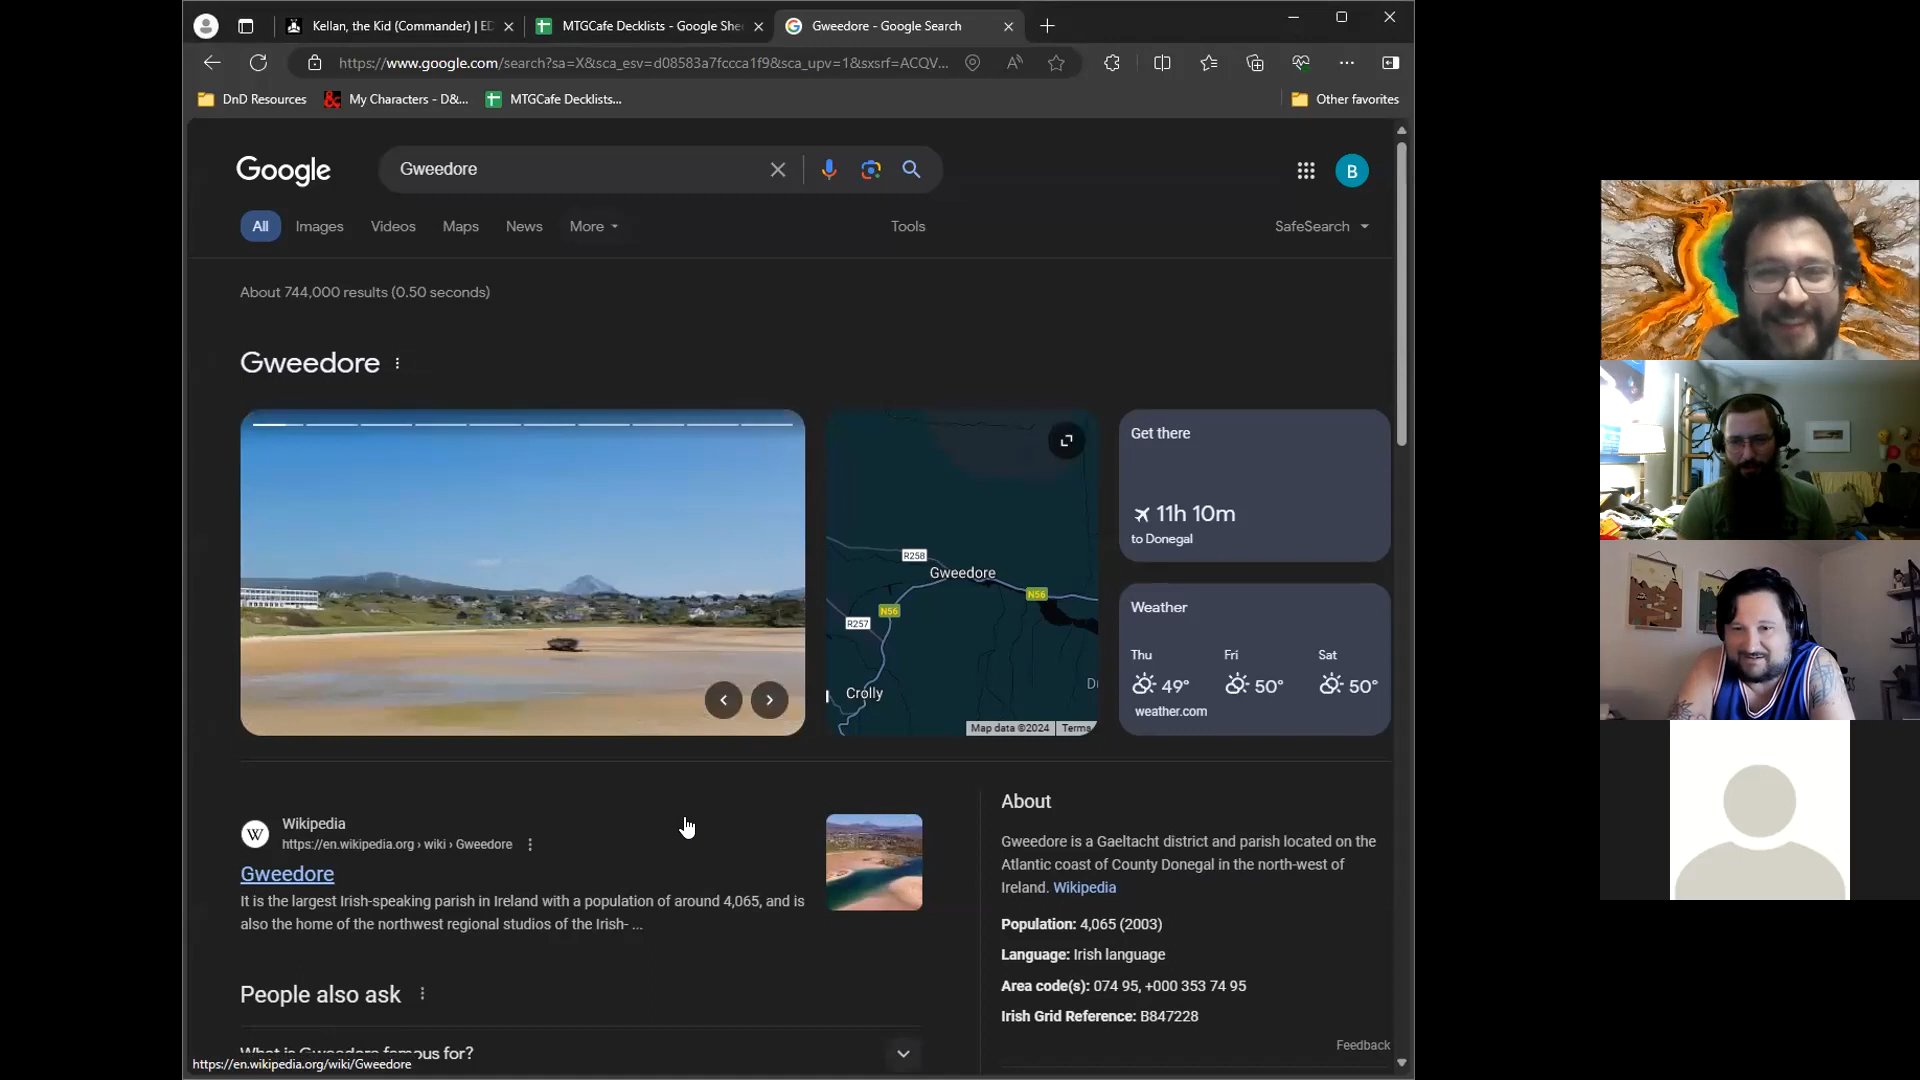 Kellan, the Kid (Commander) | ED
MTGCafe Decklists - Google She
Gweedore - Google Search
https://www.google.com/search?sa=X&sca_esv=d08583a7fccca1f9&sca_upv=1&sxsrf=ACQV...
DnD Resources
My Characters - D&...
MTGCafe Decklists...
Other favorites
Google
Gweedore
B
All
Images
Videos
Maps
News
More
Tools
SafeSearch
About 744,000 results (0.50 seconds)
Gweedore
R258
Gweedore
N56
N56
R257
Crolly
Map data ©2024
Terms
Get there
11h 10m
to Donegal
Weather
Thu
Fri
Sat
49°
50°
50°
weather.com
W
Wikipedia
https://en.wikipedia.org › wiki › Gweedore
Gweedore
It is the largest Irish-speaking parish in Ireland with a population of around 4,065, and is
also the home of the northwest regional studios of the Irish- ...
People also ask
What is Gweedore famous for?
https://en.wikipedia.org/wiki/Gweedore
About
Gweedore is a Gaeltacht district and parish located on the
Atlantic coast of County Donegal in the north-west of
Ireland. Wikipedia
Population: 4,065 (2003)
Language: Irish language
Area code(s): 074 95, +000 353 74 95
Irish Grid Reference: B847228
Feedback